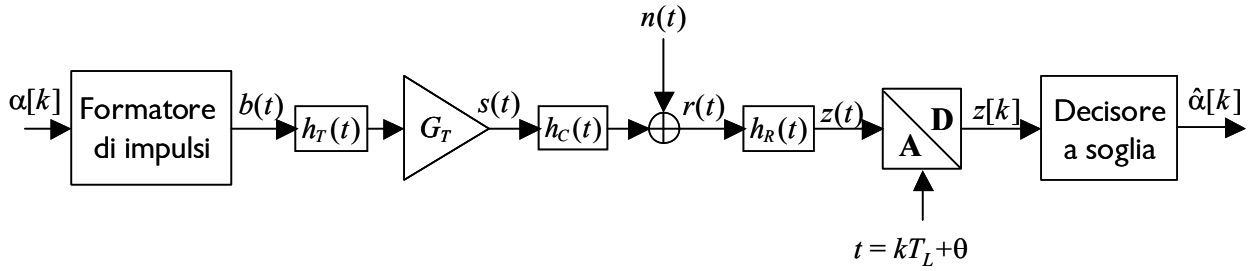 n(t)
α[k]
Formatore
di impulsi
b(t)
h_T(t)
G_T
s(t)
h_C(t)
r(t)
h_R(t)
z(t)
A
D
z[k]
Decisore
a soglia
α̂[k]
t = kT_L+θ